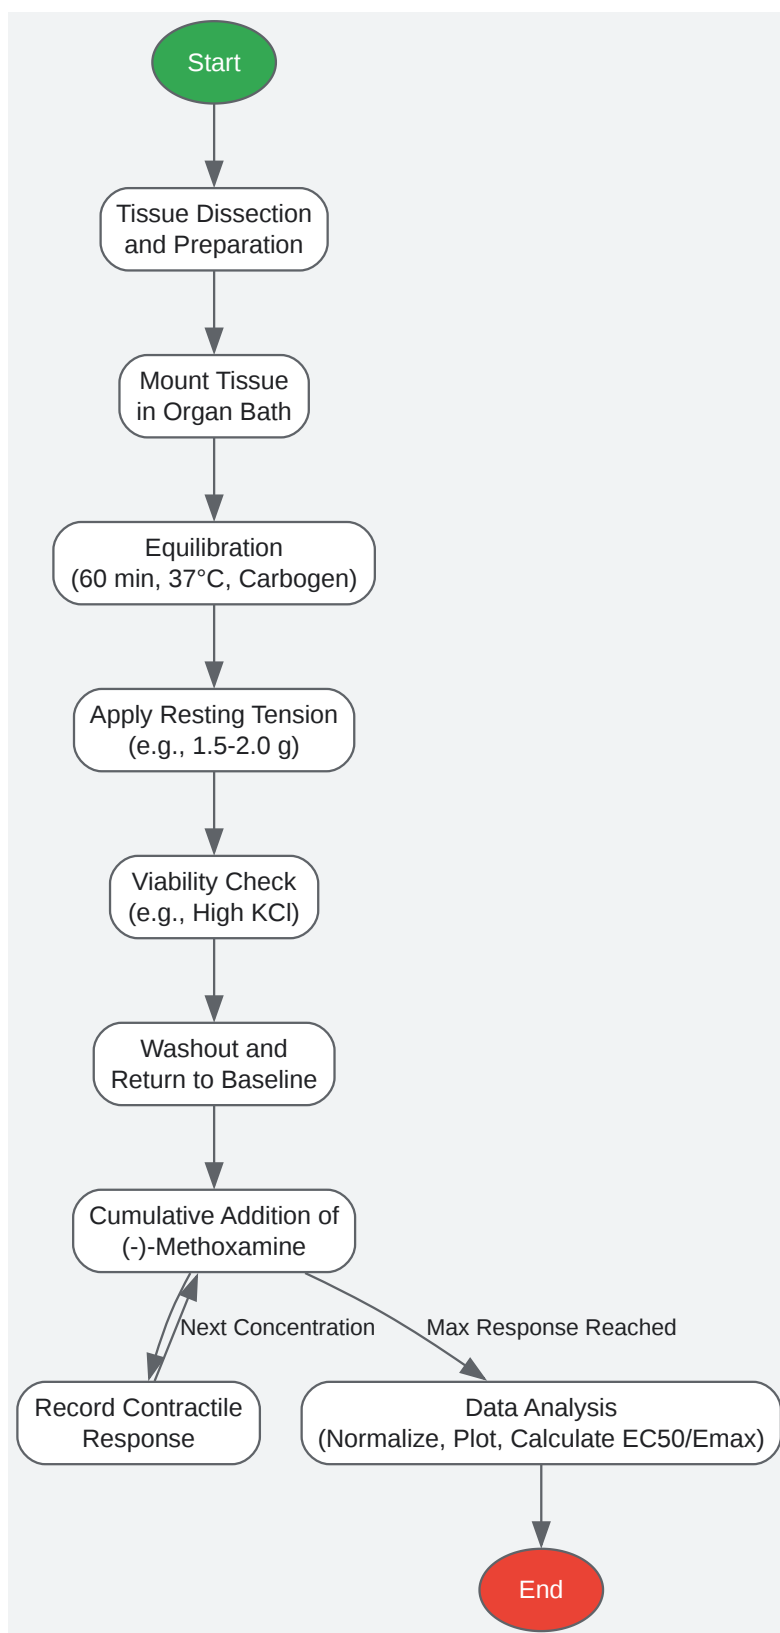 Start
Tissue Dissection
and Preparation
Mount Tissue
in Organ Bath
Equilibration
(60 min, 37°C, Carbogen)
Apply Resting Tension
(e.g., 1.5-2.0 g)
Viability Check
(e.g., High KCl)
Washout and
Return to Baseline
Cumulative Addition of
(-)-Methoxamine
Next Concentration
Max Response Reached
Record Contractile
Response
Data Analysis
(Normalize, Plot, Calculate EC50/Emax)
End